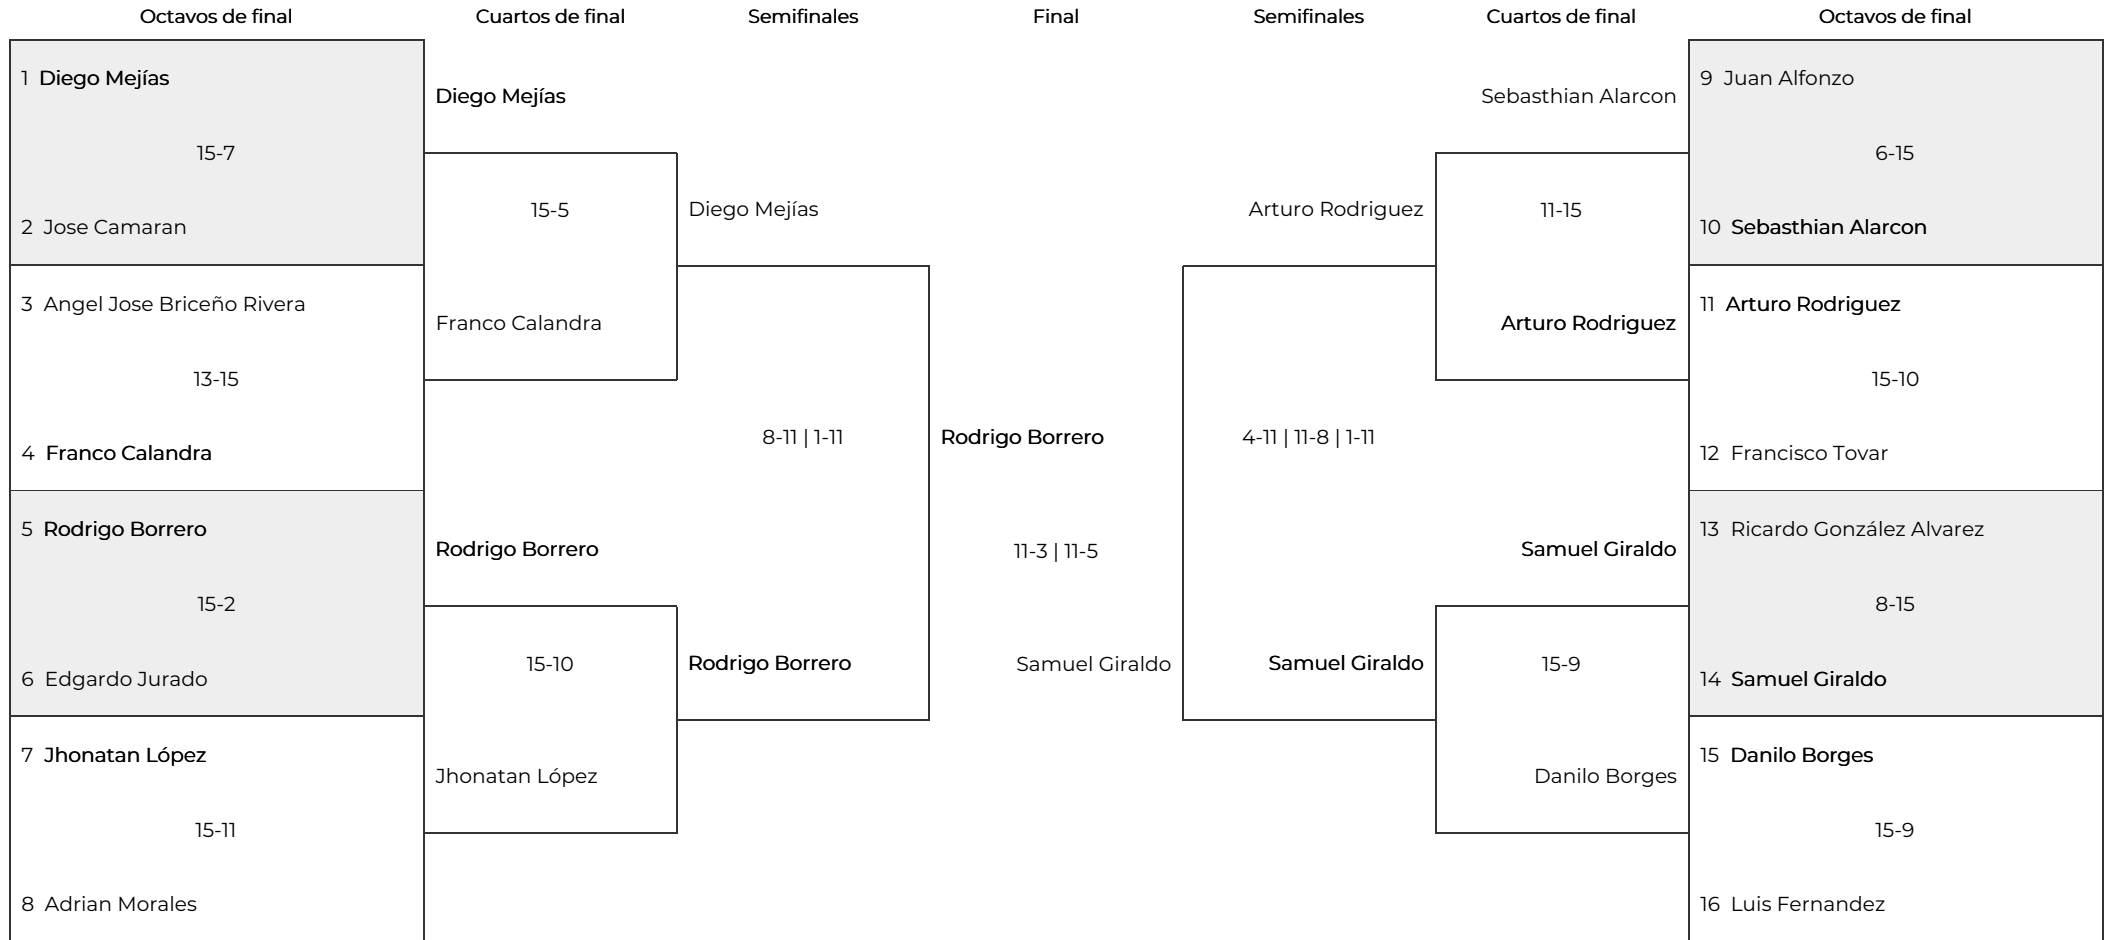 Octavos de final
Cuartos de final
Semifinales
Final
Semifinales
Cuartos de final
Octavos de final
1 Diego Mejías
15-7
2 Jose Camaran
3 Angel Jose Briceño Rivera
13-15
4 Franco Calandra
5 Rodrigo Borrero
15-2
6 Edgardo Jurado
7 Jhonatan López
15-11
8 Adrian Morales
Diego Mejías
15-5
Franco Calandra
Rodrigo Borrero
15-10
Jhonatan López
Diego Mejías
8-11 | 1-11
Rodrigo Borrero
Rodrigo Borrero
11-3 | 11-5
Samuel Giraldo
Arturo Rodriguez
4-11 | 11-8 | 1-11
Samuel Giraldo
Sebasthian Alarcon
11-15
Arturo Rodriguez
Samuel Giraldo
15-9
Danilo Borges
9 Juan Alfonzo
6-15
10 Sebasthian Alarcon
11 Arturo Rodriguez
15-10
12 Francisco Tovar
13 Ricardo González Alvarez
8-15
14 Samuel Giraldo
15 Danilo Borges
15-9
16 Luis Fernandez